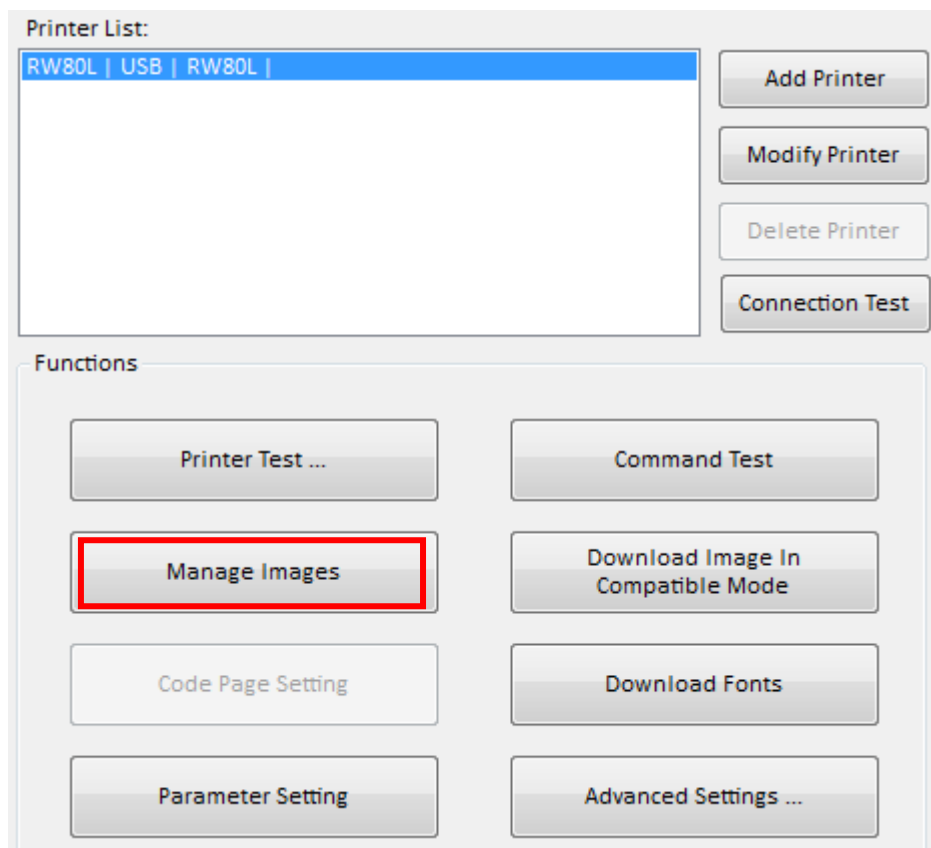 Printer List:
RW80L | USB | RW80L |
Add Printer
Modify Printer
Delete Printer
Connection Test
Functions
Printer Test ...
Command Test
Manage Images
Download Image In
Compatible Mode
Code Page Setting
Download Fonts
Parameter Setting
Advanced Settings ...